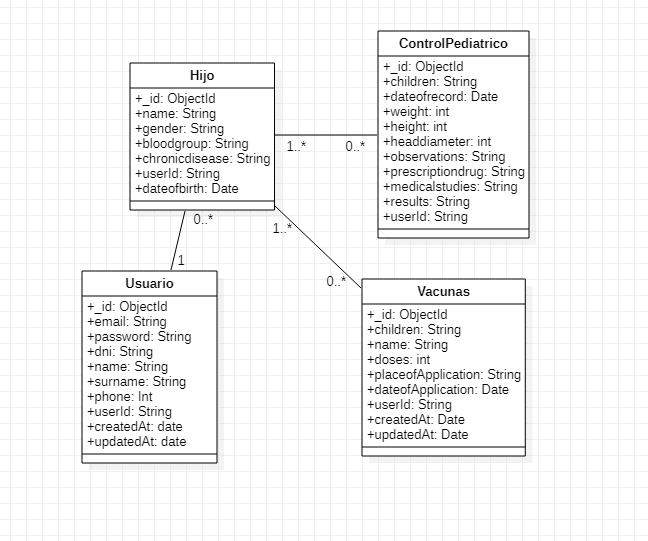 Hijo
+_id: ObjectId
+name: String
+gender: String
+bloodgroup: String
+chronicdisease: String
+userId: String
+dateofbirth: Date
ControlPediatrico
+_id: ObjectId
+children: String
+dateofrecord: Date
+weight: int
+height: int
+headdiameter: int
+observations: String
+prescriptiondrug: String
+medicalstudies: String
+results: String
+userId: String
1..*
0..*
0..*
1
1..*
0..*
Usuario
+_id: ObjectId
+email: String
+password: String
+dni: String
+name: String
+surname: String
+phone: Int
+userId: String
+createdAt: date
+updatedAt: date
Vacunas
+_id: ObjectId
+children: String
+name: String
+doses: int
+placeofApplication: String
+dateofApplication: Date
+userId: String
+createdAt: Date
+updatedAt: Date